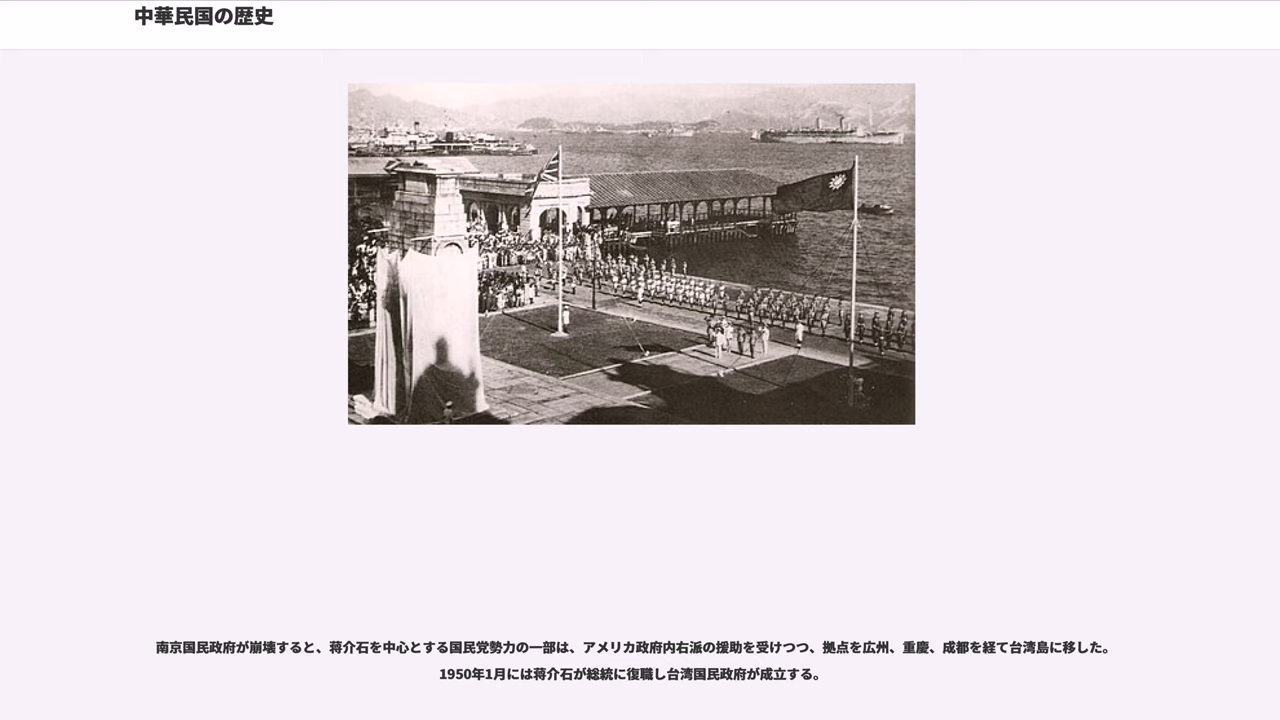 中華民国の歴史
南京国民政府が崩壊すると、蒋介石を中心とする国民党勢力の一部は、アメリカ政府内右派の援助を受けつつ、拠点を広州、重慶、成都を経て台湾島に移した。
1950年1月には蒋介石が総統に復職し台湾国民政府が成立する。